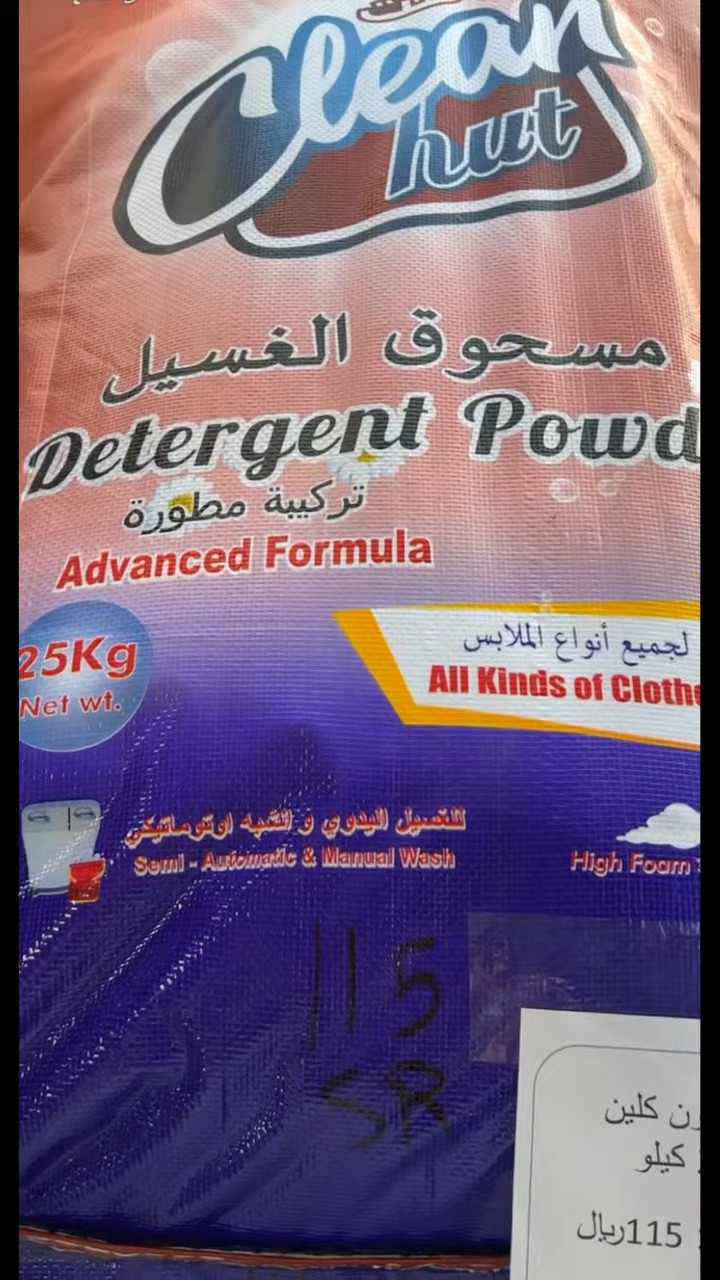 Clean
hut
مسحوق الغسيل
Detergent Powd
تركيبة مطورة
Advanced Formula
25Kg
Net wt.
لجميع أنواع الملابس
All Kinds of Clothe
للغسيل اليدوي و الشبه اوتوماتيكي
Semi - Automatic & Manual Wash
High Foam
115
SR
كلين
كيلو
115ريال